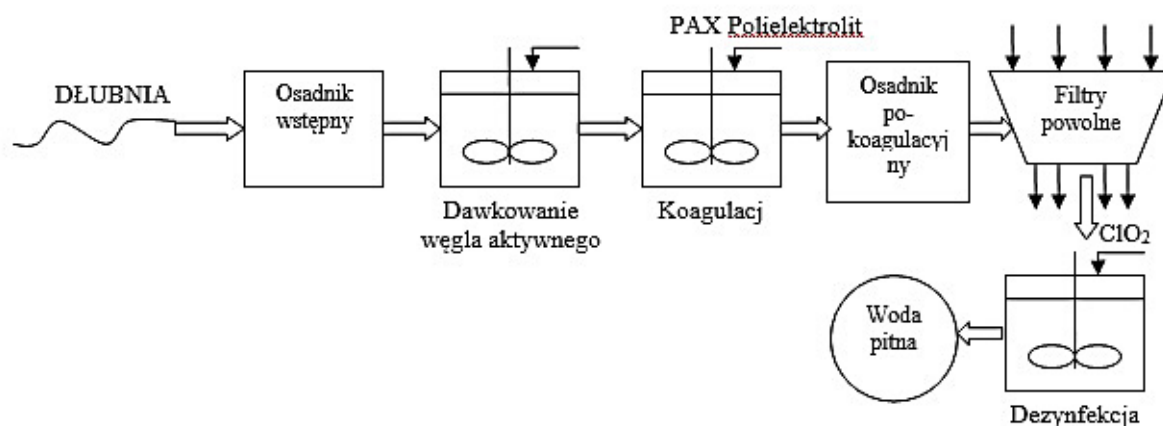 DŁUBNIA
Osadnik
wstępny
Dawkowanie
węgla aktywnego
PAX Polielektrolit
Koagulacj
Osadnik
po-
koagulacyj
ny
Filtry
powolne
ClO₂
Dezynfekcja
Woda
pitna